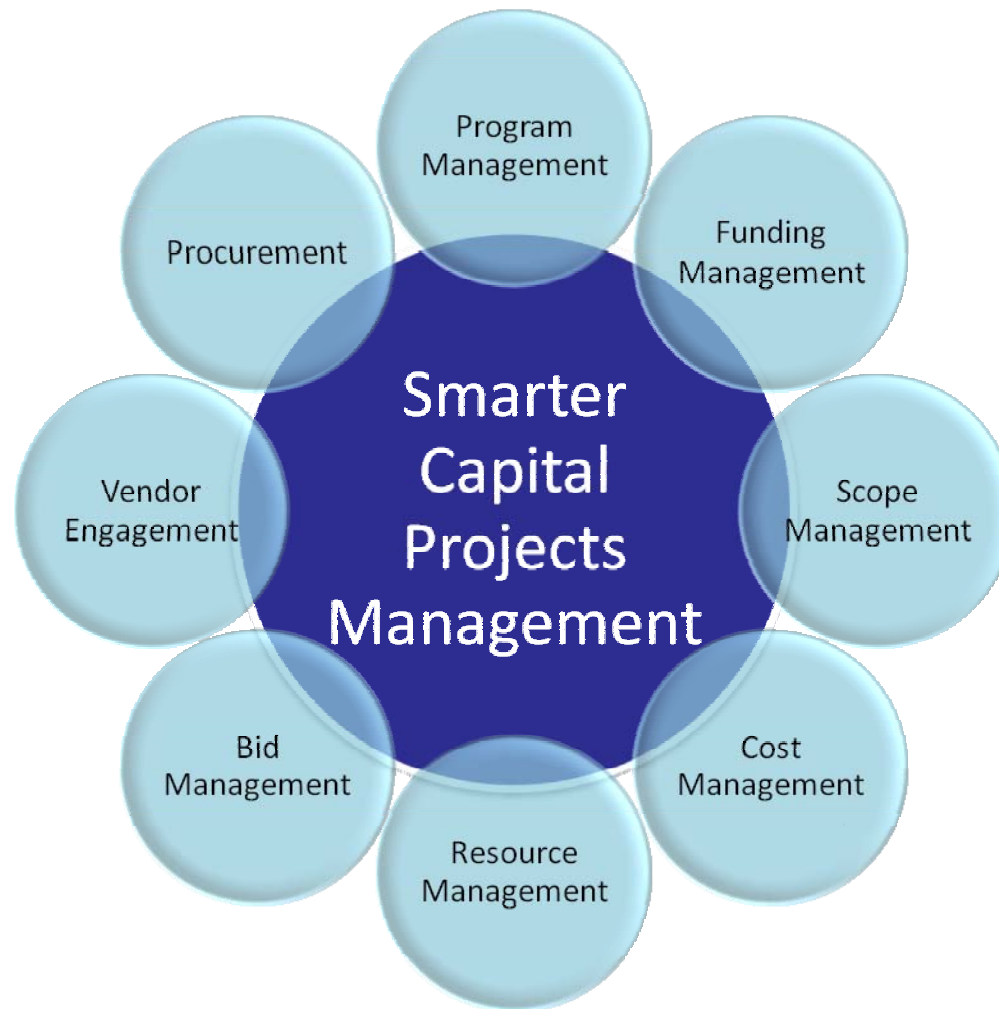 Program
Management
Funding
Management
Scope
Management
Cost
Management
Resource
Management
Bid
Management
Vendor
Engagement
Procurement
Smarter
Capital
Projects
Management